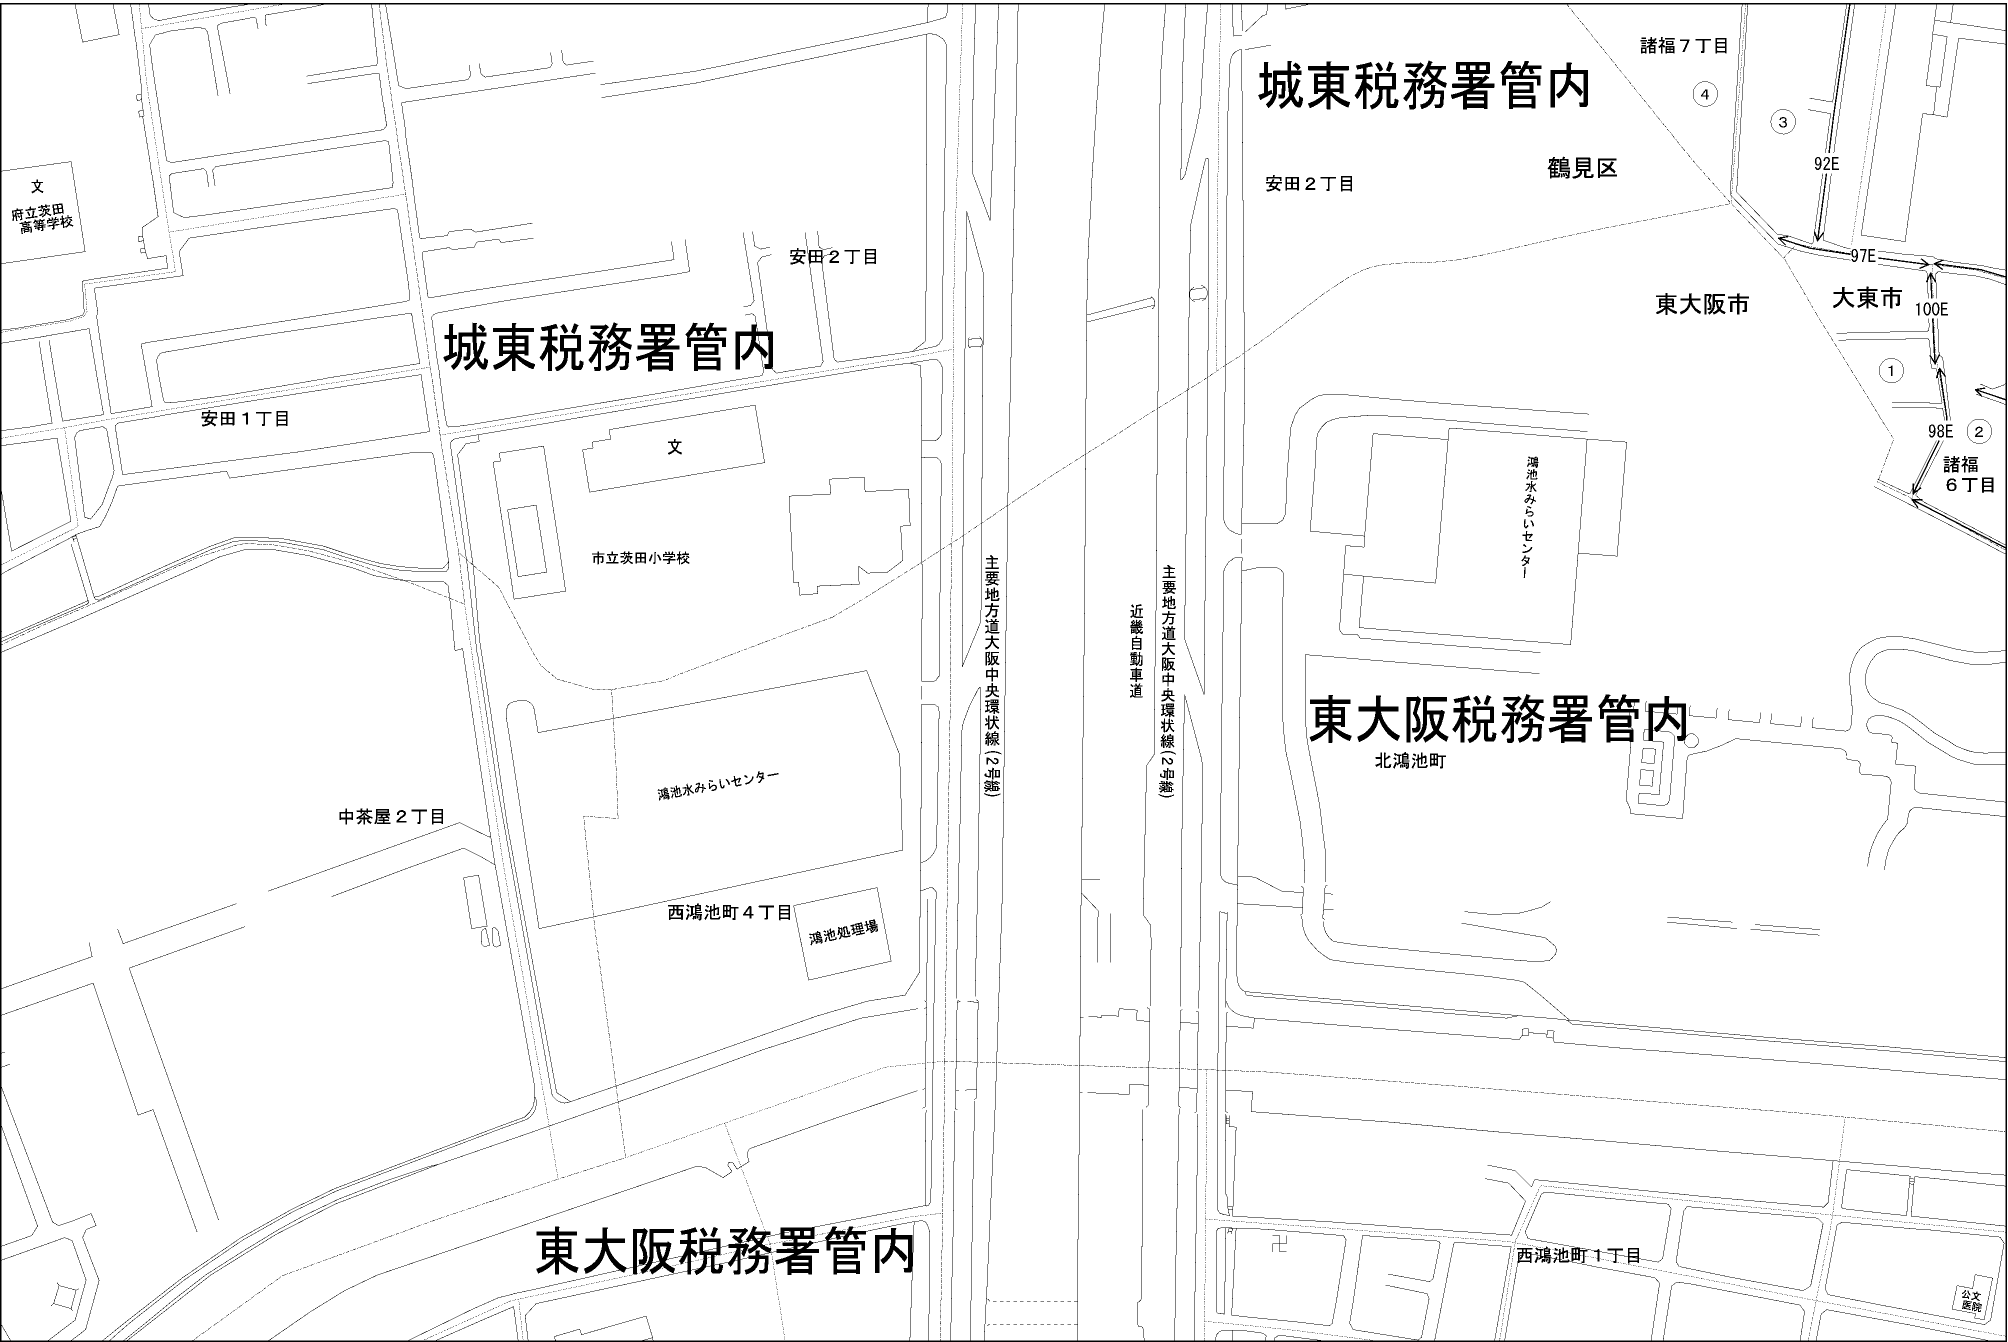 諸福７丁目
城東税務署管内
④
③
92E
鶴見区
安田２丁目
文
府立茨田
高等学校
安田２丁目
97E
東大阪市
大東市
100E
城東税務署管内
①
安田１丁目
98E
②
文
諸福
６丁目
鴻池水みらいセンター
市立茨田小学校
主要地方道大阪中央環状線(２号線)
近畿自動車道
主要地方道大阪中央環状線(２号線)
東大阪税務署管内
北鴻池町
鴻池水みらいセンター
中茶屋２丁目
西鴻池町４丁目
鴻池処理場
東大阪税務署管内
西鴻池町１丁目
公文
医院